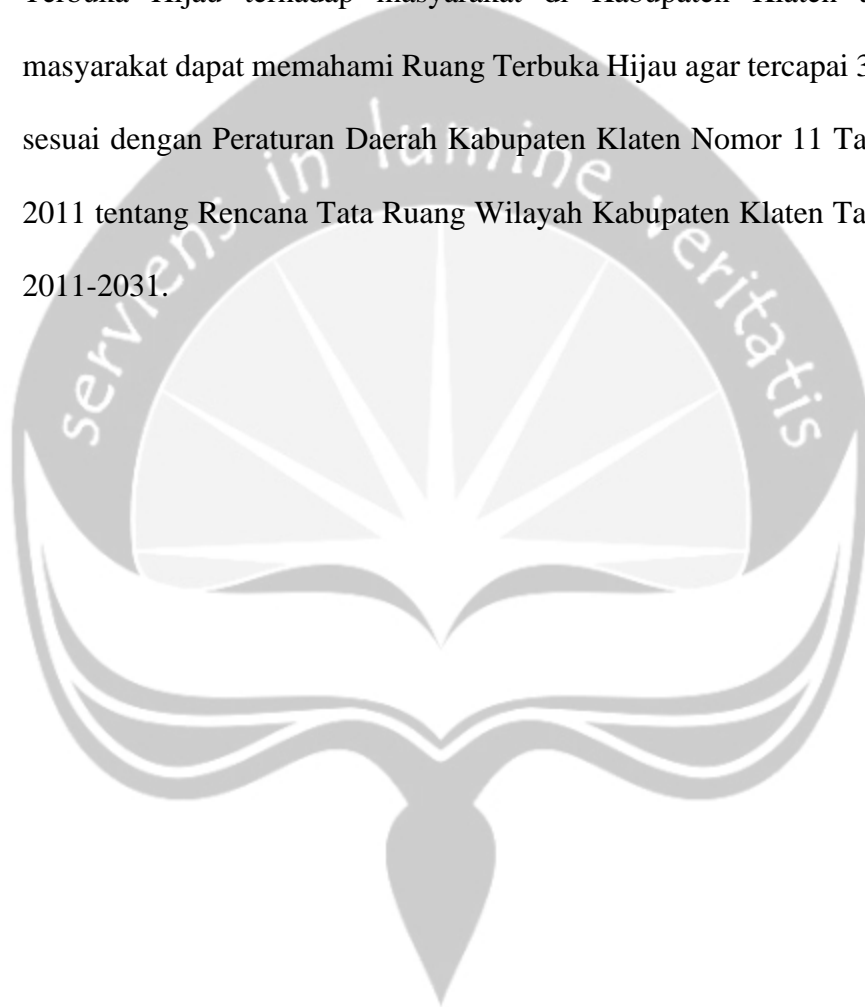 Terbuka Hijau terhadap masyarakat di Kabupaten Klaten
masyarakat dapat memahami Ruang Terbuka Hijau agar tercapai 3
sesuai dengan Peraturan Daerah Kabupaten Klaten Nomor 11 Ta
2011 tentang Rencana Tata Ruang Wilayah Kabupaten Klaten Ta
2011-2031.
serviens in lumine veritatis